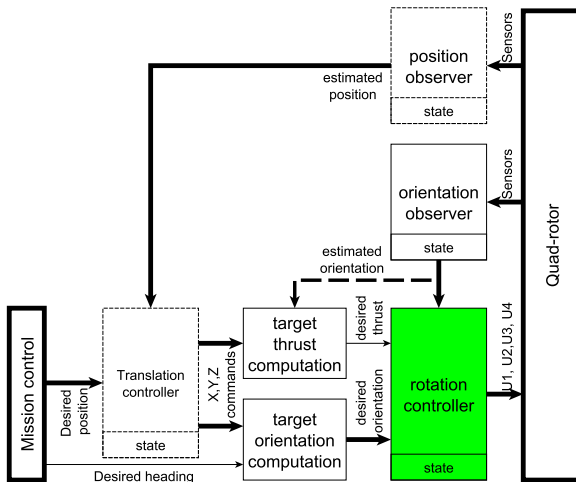 position
observer
state
Sensors
estimated
position
orientation
observer
state
Sensors
Quad-rotor
estimated
orientation
Mission control
Desired
position
Translation
controller
state
X,Y,Z
commands
target
thrust
computation
desired
thrust
target
orientation
computation
desired
orientation
rotation
controller
state
U1, U2,U3, U4
Desired heading